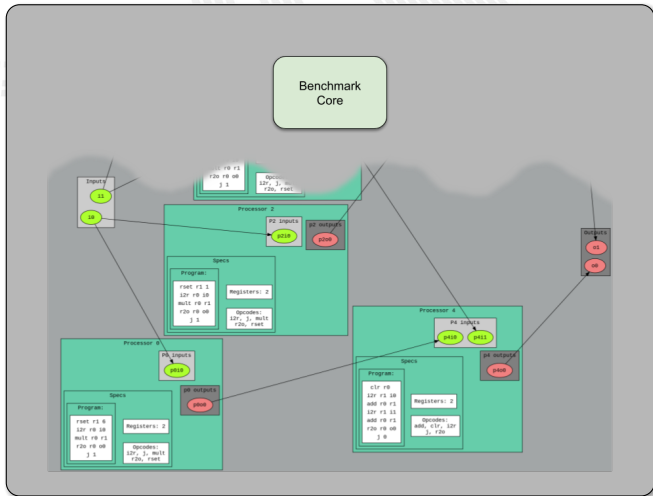 Benchmark
Core
r0 r1
r2o r0 o0
j 1
Opcodes:
r2o, rset
Inputs
i1
i0
Processor 2
P2 inputs
p2i0
p2 outputs
p2o0
Specs
Program:
rset r1 1
i2r r0 i0
mult r0 r1
r2o r0 o0
j 1
Registers: 2
Opcodes:
i2r, j, mult
r2o, rset
Outputs
o1
o0
Processor 4
P4 inputs
p4i0
p4i1
p4 outputs
p4o0
Specs
Program:
clr r0
i2r r1 i0
add r0 r1
i2r r1 i1
add r0 r1
r2o r0 o0
j 0
Registers: 2
Opcodes:
add, clr, i2r
j, r2o
Processor 0
P0 inputs
p0i0
p0 outputs
p0o0
Specs
Program:
rset r1 6
i2r r0 i0
mult r0 r1
r2o r0 o0
j 1
Registers: 2
Opcodes:
i2r, j, mult
r2o, rset